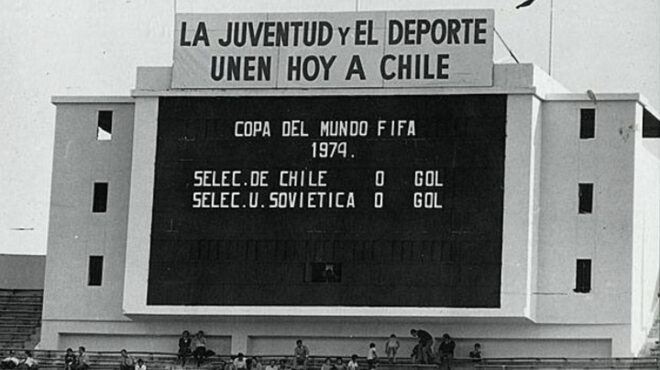 LA JUVENTUD Y EL DEPORTE
UNEN HOY A CHILE
COPA DEL MUNDO FIFA
1974.
SELEC. DE CHILE 0 GOL
SELEC. U. SOVIETICA 0 GOL